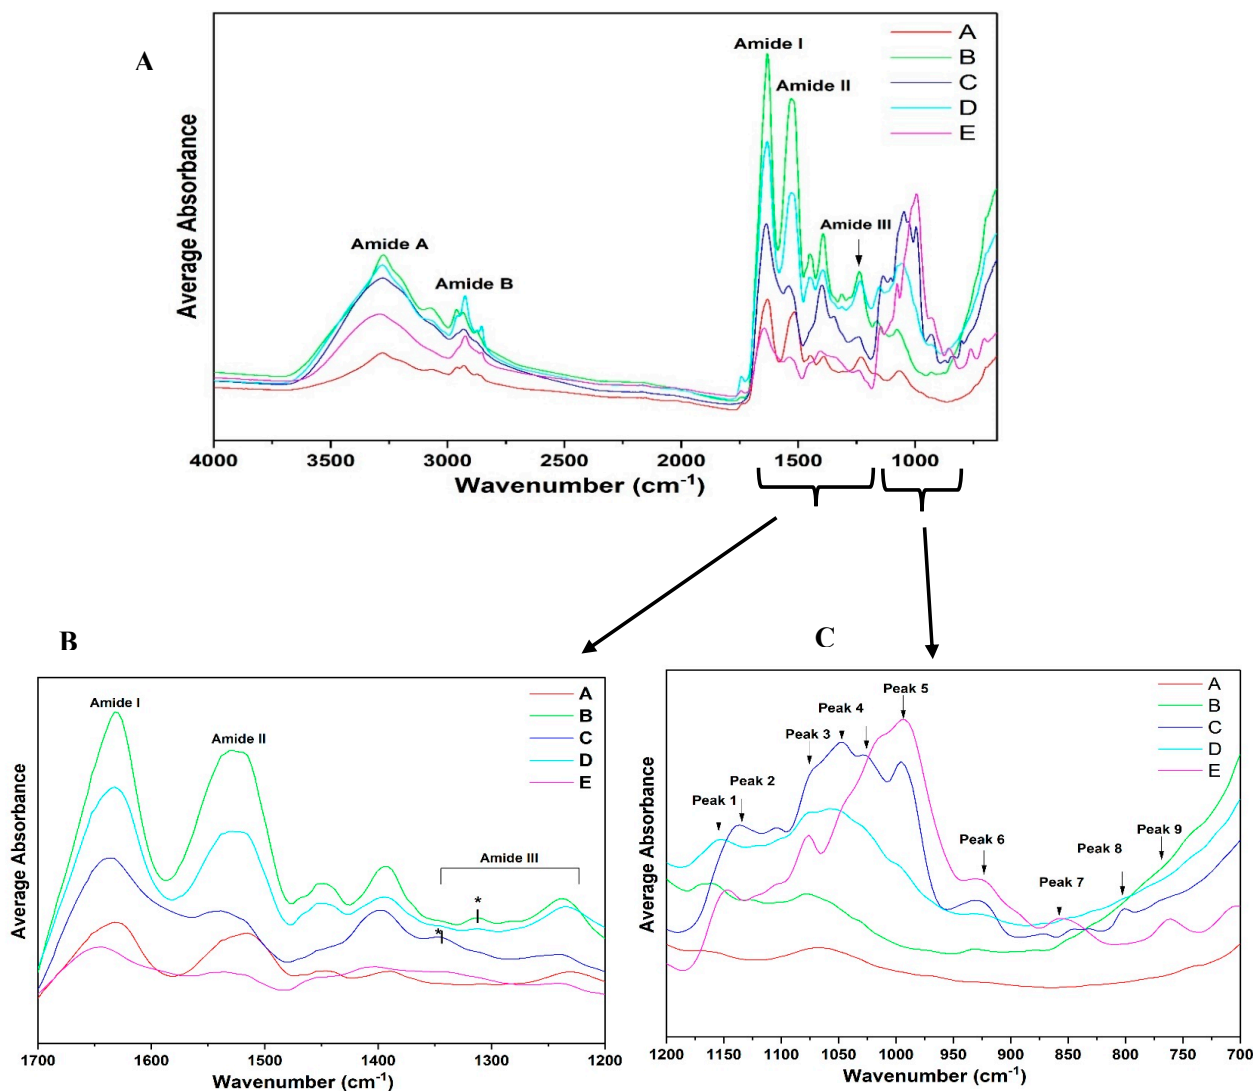 A
Amide I
Amide II
Amide III
Amide A
Amide B
A
B
C
D
E
Average Absorbance
4000 3500 3000 2500 2000 1500 1000
Wavenumber (cm-1)
B
Amide I
Amide II
Amide III
*
*
A
B
C
D
E
Average Absorbance
1700 1600 1500 1400 1300 1200
Wavenumber (cm-1)
C
Peak 1
Peak 2
Peak 3
Peak 4
Peak 5
Peak 6
Peak 7
Peak 8
Peak 9
A
B
C
D
E
Average Absorbance
1200 1150 1100 1050 1000 950 900 850 800 750 700
Wavenumber (cm-1)